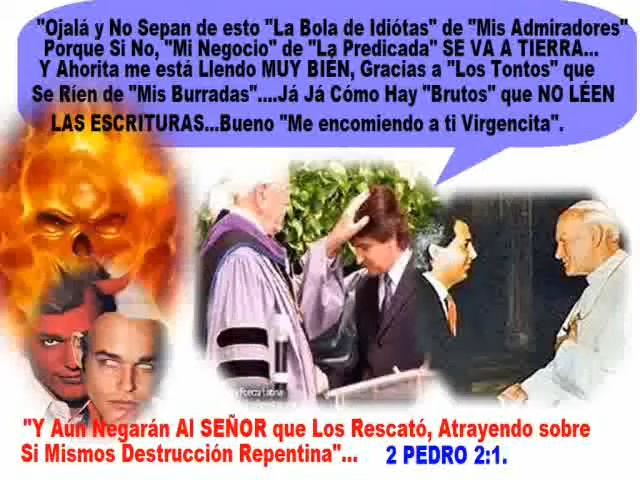 "Ojalá y No Sepan de esto "La Bola de Idiótas" de "Mis Admiradores"
Porque Si No, "Mi Negocio" de "La Predicada" SE VA A TIERRA...
Y Ahorita me está Llendo MUY BIÉN, Gracias a "Los Tontos" que
Se Ríen de "Mis Burradas"....Já Já Cómo Hay "Brutos" que NO LÉEN
LAS ESCRITURAS...Bueno "Me encomiendo a ti Virgencita".
"Y Aún Negarán Al SEÑOR que Los Rescató, Atrayendo sobre
Si Mismos Destrucción Repentina"...
2 PEDRO 2:1.